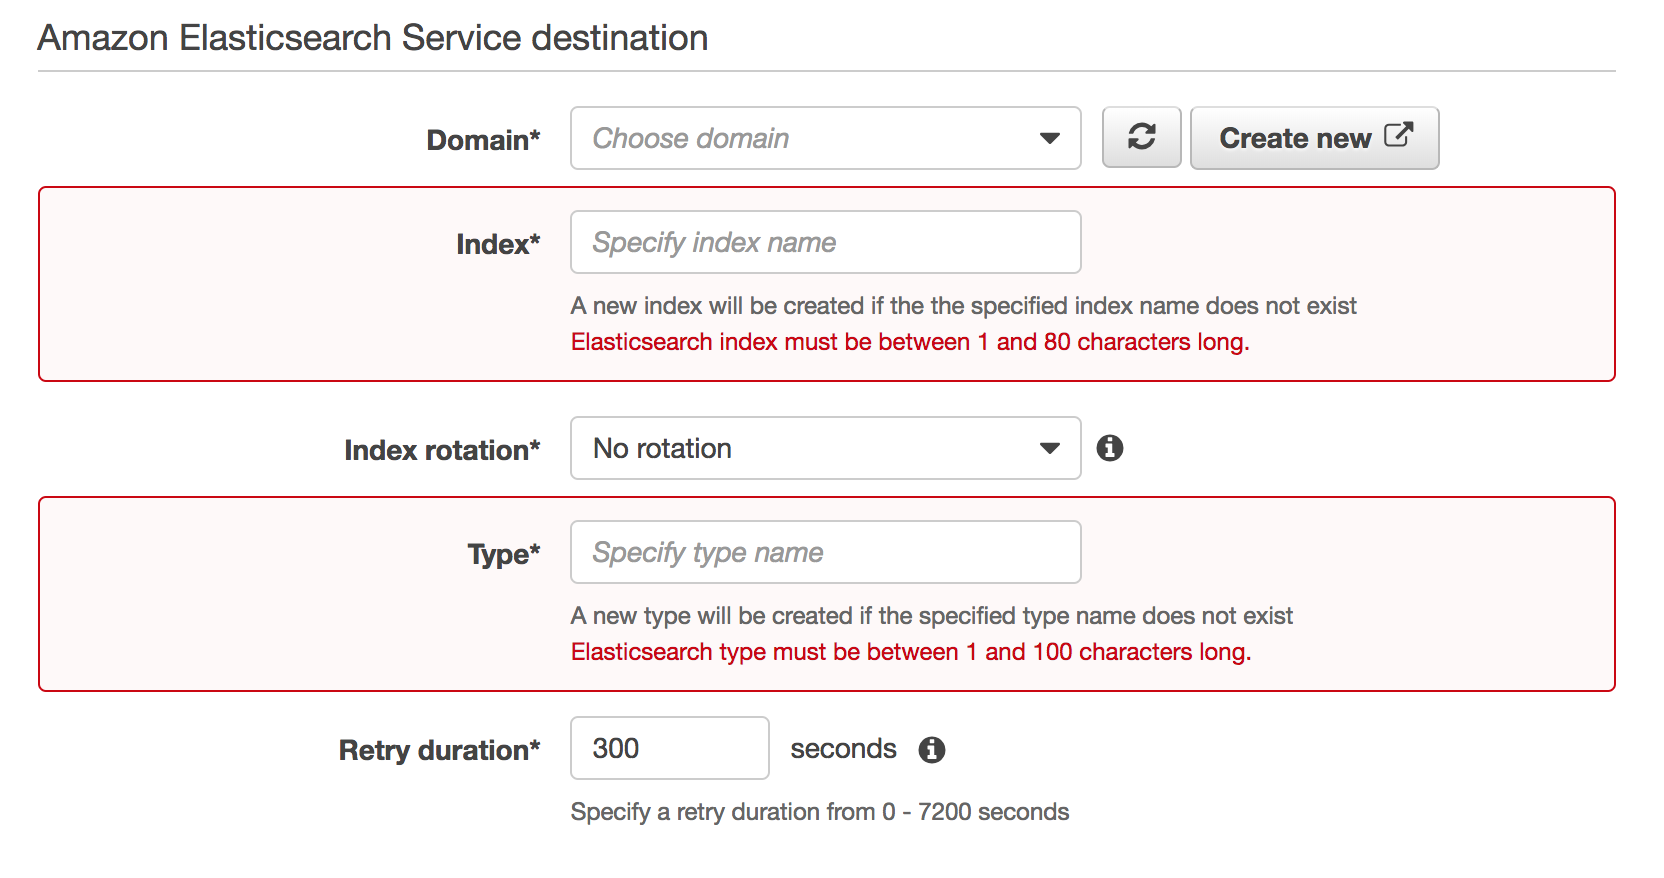 Amazon Elasticsearch Service destination
Domain* Choose domain Create new
Index* Specify index name
A new index will be created if the the specified index name does not exist
Elasticsearch index must be between 1 and 80 characters long.
Index rotation* No rotation
Type* Specify type name
A new type will be created if the specified type name does not exist
Elasticsearch type must be between 1 and 100 characters long.
Retry duration* 300 seconds
Specify a retry duration from 0 - 7200 seconds